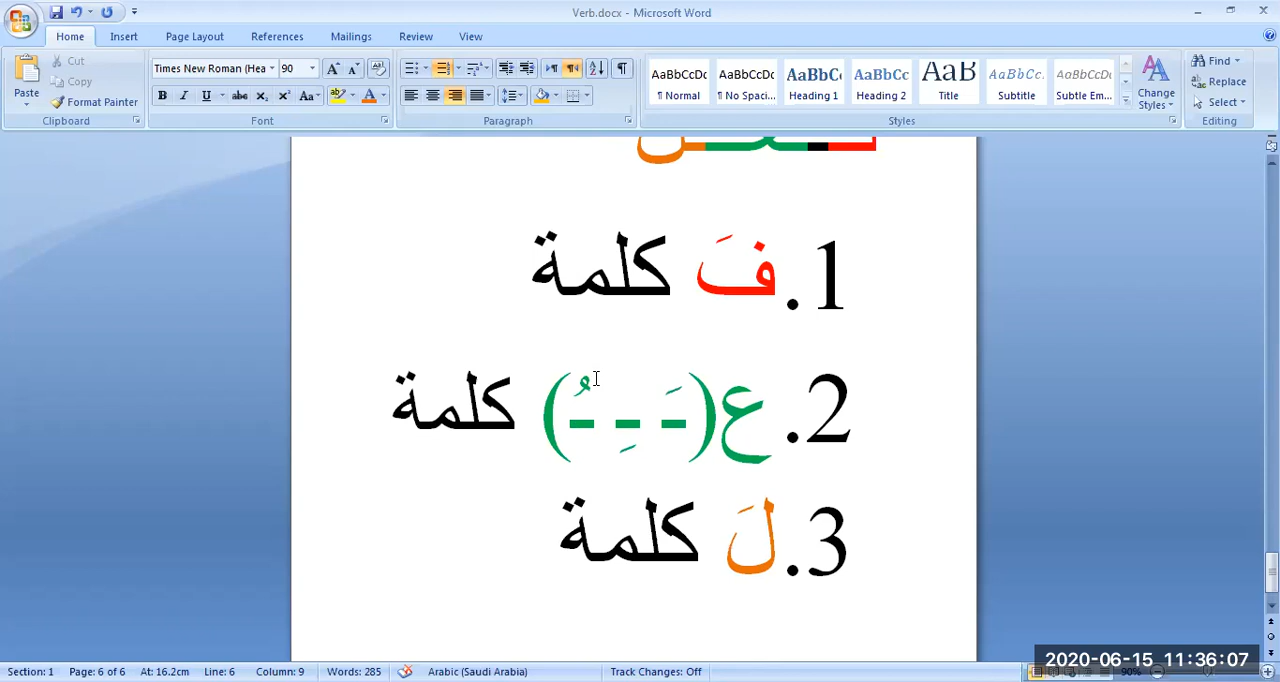 Verb.docx - Microsoft Word
Home Insert Page Layout References Mailings Review View
Paste Cut Copy Format Painter
Times New Roman (Hea 90
AaBbCcDc AaBbCcDc AaBbC AaBbCc AaB AaBbCc. AaBbCcDc
¶ Normal ¶ No Spaci... Heading 1 Heading 2 Title Subtitle Subtle Em...
Change Styles
Find Replace Select
Clipboard Font Paragraph Styles Editing
1. فَ كلمة
2. ع(-َ -ِ -ُ) كلمة
3. لَ كلمة
Section: 1 Page: 6 of 6 At: 16.2cm Line: 6 Column: 9 Words: 285 Arabic (Saudi Arabia) Track Changes: Off 90%
2020-06-15 11:36:07